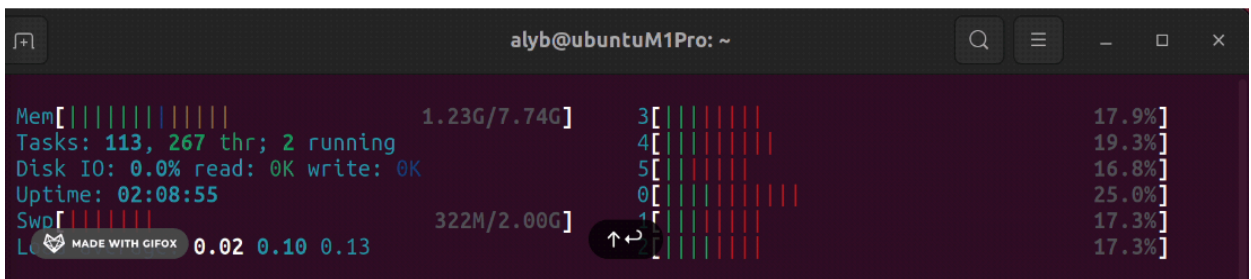 alyb@ubuntuM1Pro: ~
Mem[|||||||||||||| 1.23G/7.74G]
Tasks: 113, 267 thr; 2 running
Disk IO: 0.0% read: 0K write: 0K
Uptime: 02:08:55
Swp[||||||| 322M/2.00G]
MADE WITH GIFOX 0.02 0.10 0.13
3[||||||||| 17.9%]
4[|||||||||| 19.3%]
5[|||||||| 16.8%]
0[||||||||||||| 25.0%]
1[||||||||| 17.3%]
2[||||||||| 17.3%]
↑↵